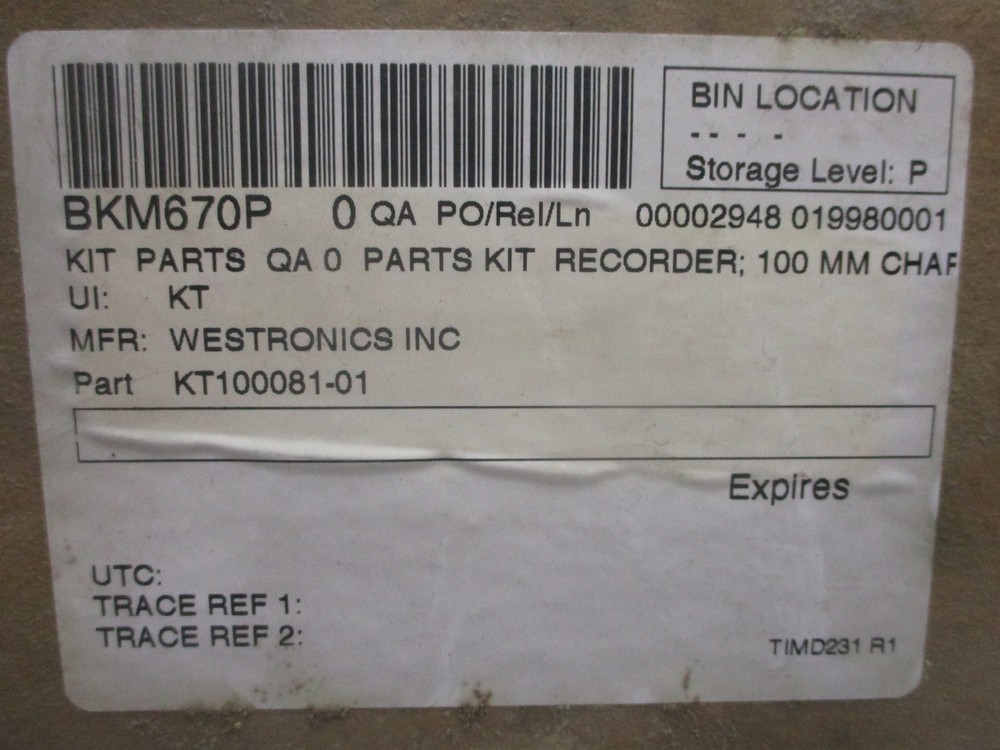 BIN LOCATION
-- - -
Storage Level: P
BKM670P 0 QA PO/Rel/Ln 00002948 019980001
KIT PARTS QA 0 PARTS KIT RECORDER; 100 MM CHAF
UI: KT
MFR: WESTRONICS INC
Part KT100081-01
Expires
UTC:
TRACE REF 1:
TRACE REF 2:
TIMD231 R1